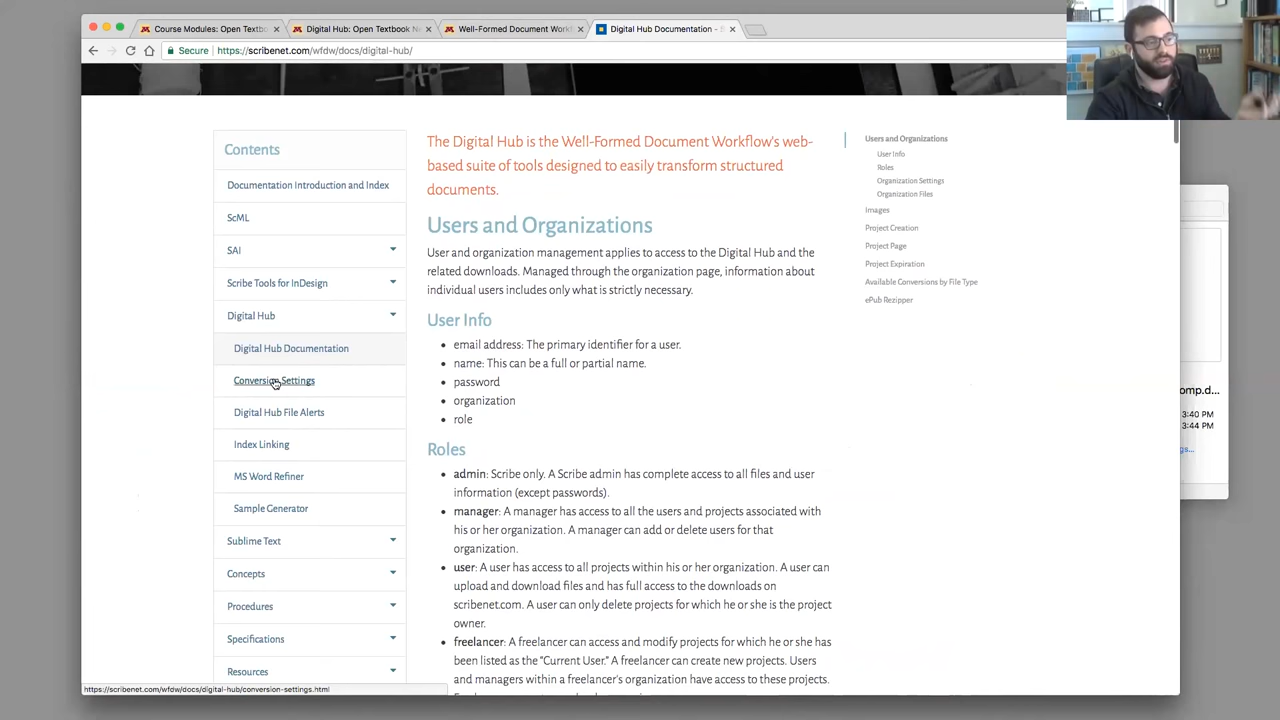 Course Modules: Open Textb
Digital Hub: Open Textbook Ne
Well-Formed Document Workf
Digital Hub Documentation -
Secure
https://scribenet.com/wfdw/docs/digital-hub/
Contents
Documentation Introduction and Index
ScML
SAI
Scribe Tools for InDesign
Digital Hub
Digital Hub Documentation
Conversion Settings
Digital Hub File Alerts
Index Linking
MS Word Refiner
Sample Generator
Sublime Text
Concepts
Procedures
Specifications
Resources
The Digital Hub is the Well-Formed Document Workflow's web-
based suite of tools designed to easily transform structured
documents.
Users and Organizations
User and organization management applies to access to the Digital Hub and the
related downloads. Managed through the organization page, information about
individual users includes only what is strictly necessary.
User Info
email address: The primary identifier for a user.
name: This can be a full or partial name.
password
organization
role
Roles
admin: Scribe only. A Scribe admin has complete access to all files and user
information (except passwords).
manager: A manager has access to all the users and projects associated with
his or her organization. A manager can add or delete users for that
organization.
user: A user has access to all projects within his or her organization. A user can
upload and download files and has full access to the downloads on
scribenet.com. A user can only delete projects for which he or she is the project
owner.
freelancer: A freelancer can access and modify projects for which he or she has
been listed as the "Current User." A freelancer can create new projects. Users
and managers within a freelancer's organization have access to these projects.
Users and Organizations
User Info
Roles
Organization Settings
Organization Files
Images
Project Creation
Project Page
Project Expiration
Available Conversions by File Type
ePub Rezipper
omp.d...
3:40 PM
3:44 PM
gs...
https://scribenet.com/wfdw/docs/digital-hub/conversion-settings.html